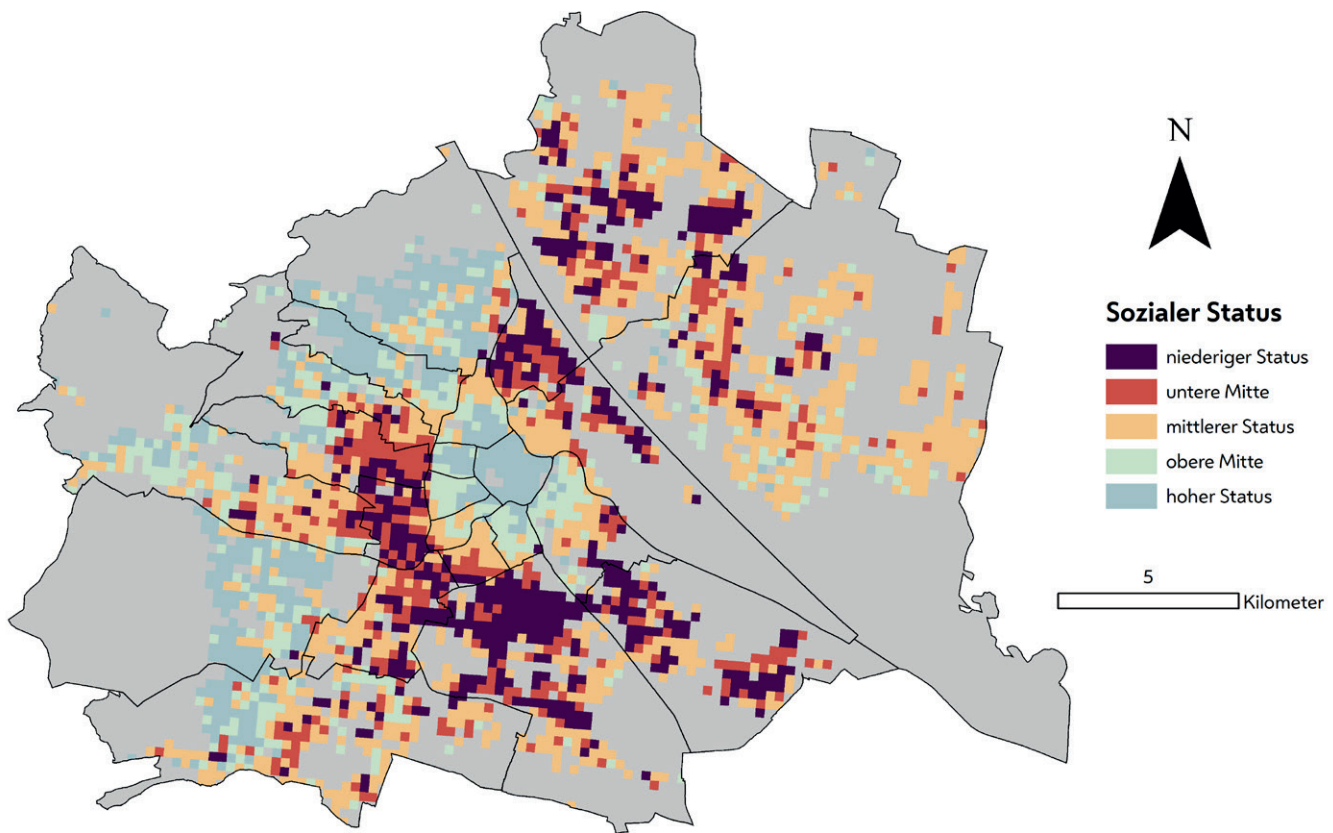 N
Sozialer Status
niederiger Status
untere Mitte
mittlerer Status
obere Mitte
hoher Status
5
Kilometer